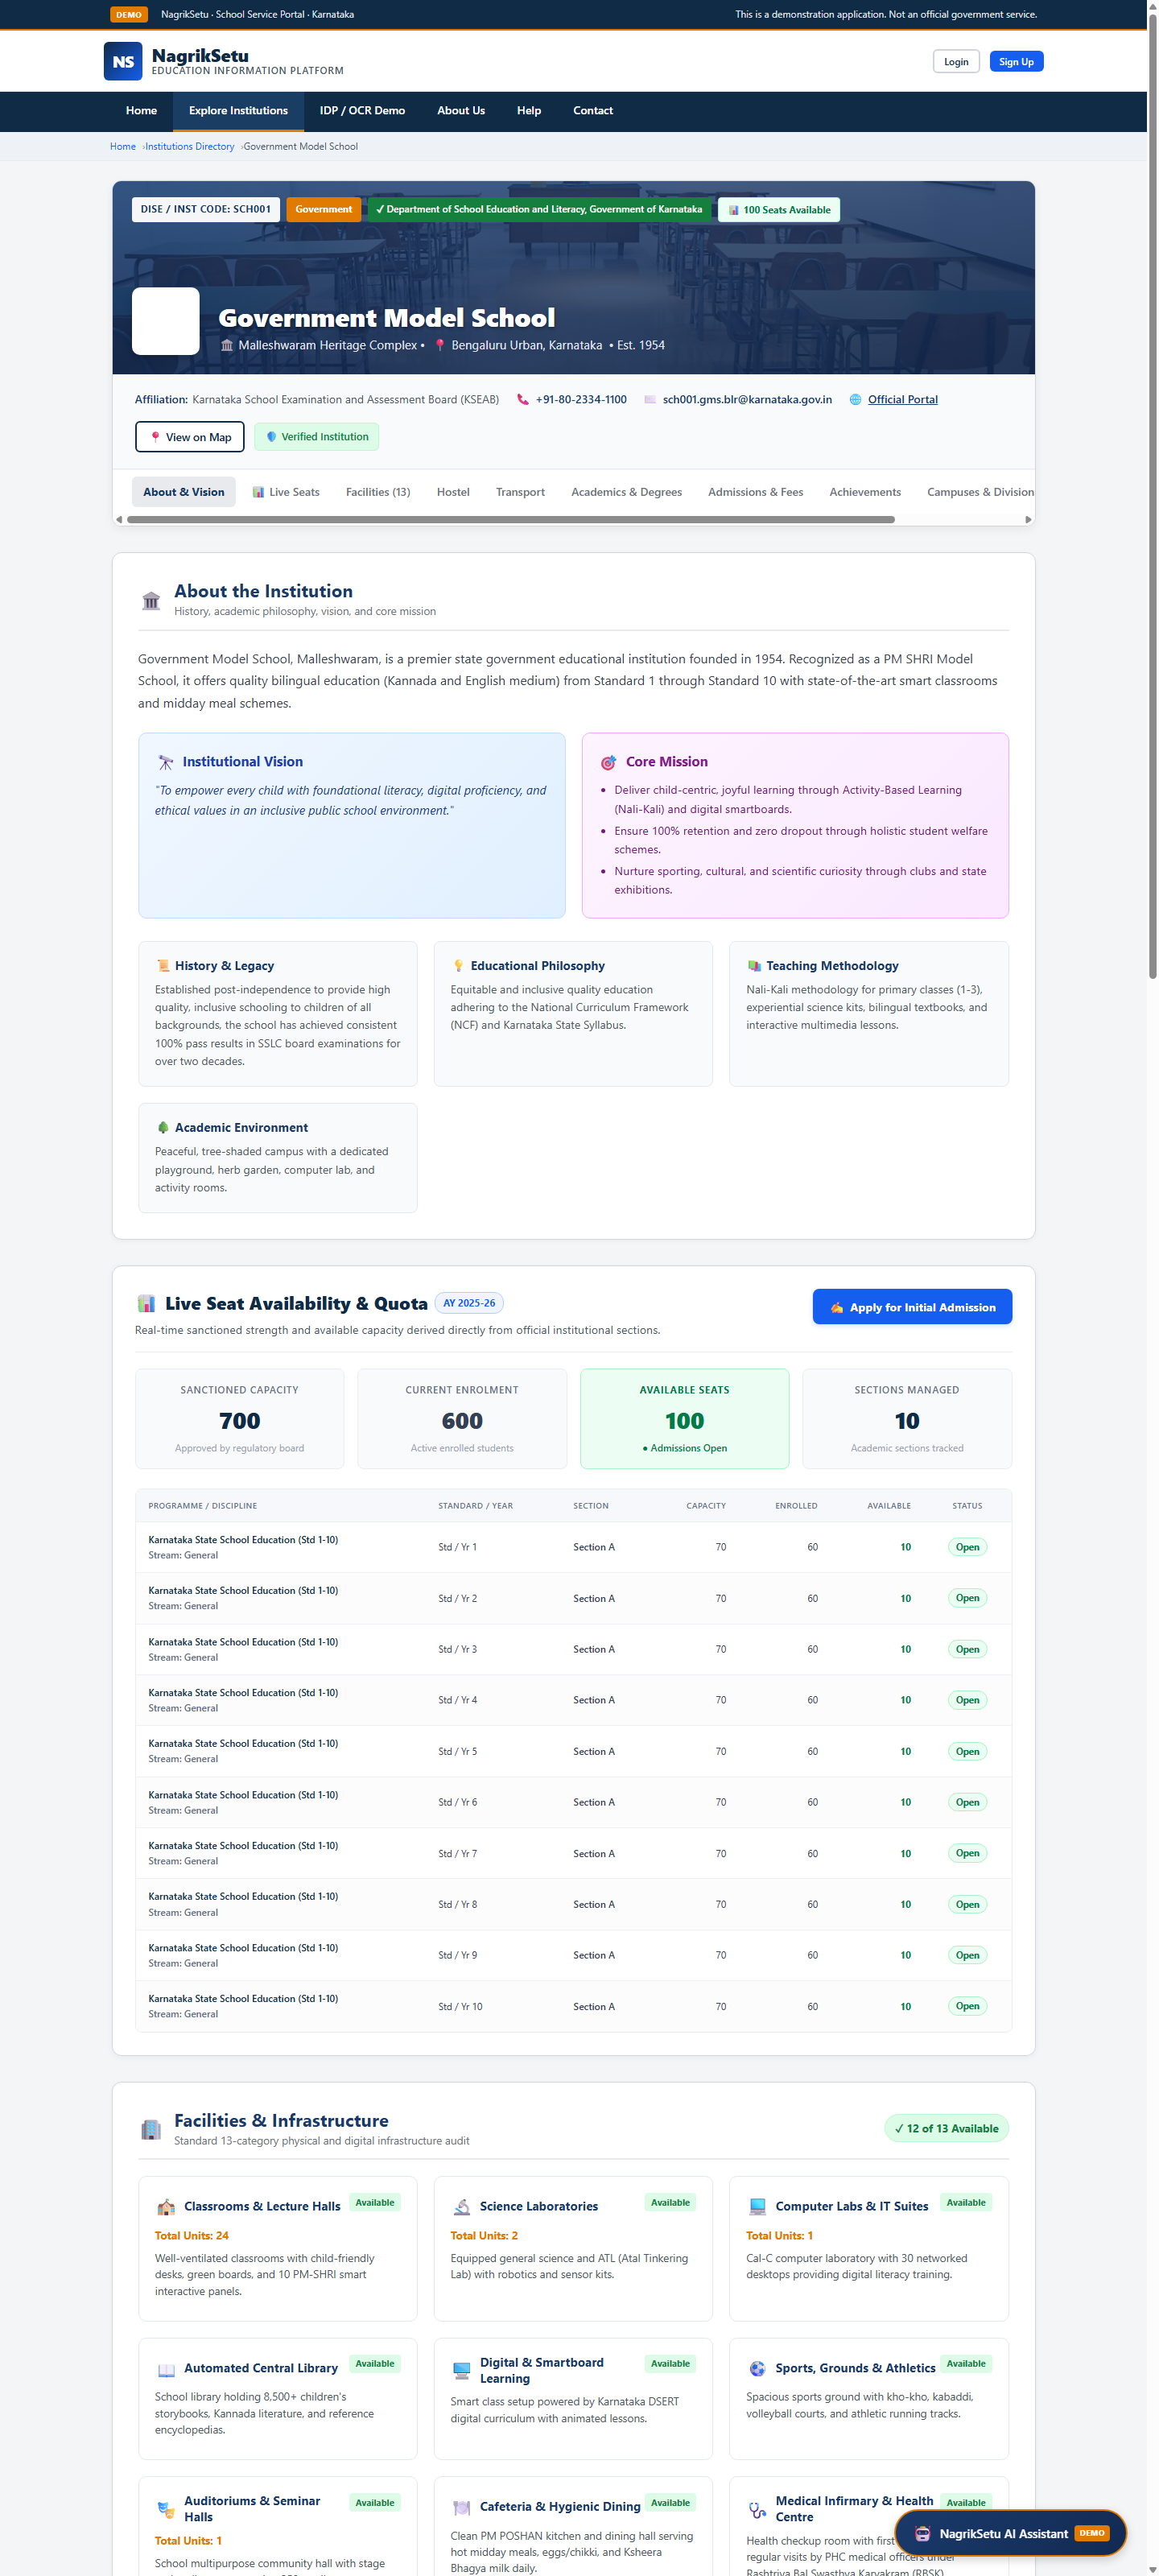 DEMO NagrikSetu · School Service Portal · Karnataka This is a demonstration application. Not an official government service.
NS NagrikSetu
EDUCATION INFORMATION PLATFORM
Login Sign Up
Home Explore Institutions IDP / OCR Demo About Us Help Contact
Home ›Institutions Directory ›Government Model School
DISE / INST CODE: SCH001 Government ✓ Department of School Education and Literacy, Government of Karnataka 100 Seats Available
Government Model School
Malleshwaram Heritage Complex • Bengaluru Urban, Karnataka • Est. 1954
Affiliation: Karnataka School Examination and Assessment Board (KSEAB) +91-80-2334-1100 sch001.gms.blr@karnataka.gov.in Official Portal
View on Map Verified Institution
About & Vision Live Seats Facilities (13) Hostel Transport Academics & Degrees Admissions & Fees Achievements Campuses & Division
About the Institution
History, academic philosophy, vision, and core mission
Government Model School, Malleshwaram, is a premier state government educational institution founded in 1954. Recognized as a PM SHRI Model
School, it offers quality bilingual education (Kannada and English medium) from Standard 1 through Standard 10 with state-of-the-art smart classrooms
and midday meal schemes.
Institutional Vision
"To empower every child with foundational literacy, digital proficiency, and
ethical values in an inclusive public school environment."
Core Mission
• Deliver child-centric, joyful learning through Activity-Based Learning
(Nali-Kali) and digital smartboards.
• Ensure 100% retention and zero dropout through holistic student welfare
schemes.
• Nurture sporting, cultural, and scientific curiosity through clubs and state
exhibitions.
History & Legacy
Established post-independence to provide high
quality, inclusive schooling to children of all
backgrounds, the school has achieved consistent
100% pass results in SSLC board examinations for
over two decades.
Educational Philosophy
Equitable and inclusive quality education
adhering to the National Curriculum Framework
(NCF) and Karnataka State Syllabus.
Teaching Methodology
Nali-Kali methodology for primary classes (1-3),
experiential science kits, bilingual textbooks, and
interactive multimedia lessons.
Academic Environment
Peaceful, tree-shaded campus with a dedicated
playground, herb garden, computer lab, and
activity rooms.
Live Seat Availability & Quota AY 2025-26
Real-time sanctioned strength and available capacity derived directly from official institutional sections.
Apply for Initial Admission
SANCTIONED CAPACITY
700
Approved by regulatory board
CURRENT ENROLMENT
600
Active enrolled students
AVAILABLE SEATS
100
● Admissions Open
SECTIONS MANAGED
10
Academic sections tracked
PROGRAMME / DISCIPLINE STANDARD / YEAR SECTION CAPACITY ENROLLED AVAILABLE STATUS
Karnataka State School Education (Std 1-10)
Stream: General
Std / Yr 1 Section A 70 60 10 Open
Karnataka State School Education (Std 1-10)
Stream: General
Std / Yr 2 Section A 70 60 10 Open
Karnataka State School Education (Std 1-10)
Stream: General
Std / Yr 3 Section A 70 60 10 Open
Karnataka State School Education (Std 1-10)
Stream: General
Std / Yr 4 Section A 70 60 10 Open
Karnataka State School Education (Std 1-10)
Stream: General
Std / Yr 5 Section A 70 60 10 Open
Karnataka State School Education (Std 1-10)
Stream: General
Std / Yr 6 Section A 70 60 10 Open
Karnataka State School Education (Std 1-10)
Stream: General
Std / Yr 7 Section A 70 60 10 Open
Karnataka State School Education (Std 1-10)
Stream: General
Std / Yr 8 Section A 70 60 10 Open
Karnataka State School Education (Std 1-10)
Stream: General
Std / Yr 9 Section A 70 60 10 Open
Karnataka State School Education (Std 1-10)
Stream: General
Std / Yr 10 Section A 70 60 10 Open
Facilities & Infrastructure
Standard 13-category physical and digital infrastructure audit
✓ 12 of 13 Available
Classrooms & Lecture Halls Available
Total Units: 24
Well-ventilated classrooms with child-friendly
desks, green boards, and 10 PM-SHRI smart
interactive panels.
Science Laboratories Available
Total Units: 2
Equipped general science and ATL (Atal Tinkering
Lab) with robotics and sensor kits.
Computer Labs & IT Suites Available
Total Units: 1
Cal-C computer laboratory with 30 networked
desktops providing digital literacy training.
Automated Central Library Available
School library holding 8,500+ children's
storybooks, Kannada literature, and reference
encyclopedias.
Digital & Smartboard
Learning
Available
Smart class setup powered by Karnataka DSERT
digital curriculum with animated lessons.
Sports, Grounds & Athletics Available
Spacious sports ground with kho-kho, kabaddi,
volleyball courts, and athletic running tracks.
Auditoriums & Seminar
Halls
Available
Total Units: 1
School multipurpose community hall with stage
Cafeteria & Hygienic Dining Available
Clean PM POSHAN kitchen and dining hall serving
hot midday meals, eggs/chikki, and Ksheera
Bhagya milk daily.
Medical Infirmary & Health
Centre
Available
Health checkup room with first
regular visits by PHC medical officers under
Rashtriya Bal Swasthya Karyakram (RBSK).
NagrikSetu AI Assistant DEMO